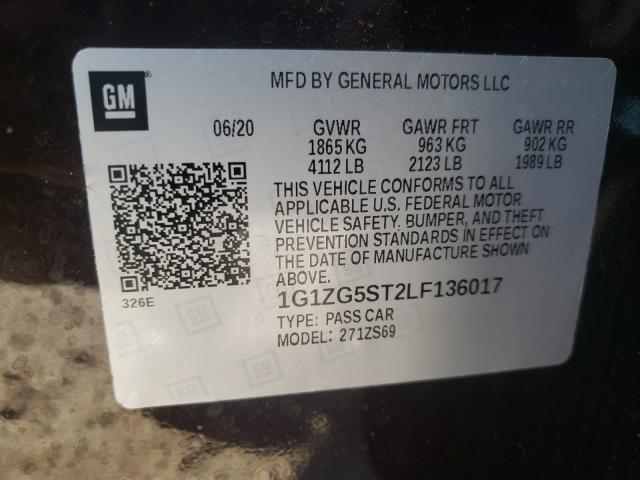 GM
MFD BY GENERAL MOTORS LLC
06/20 GVWR GAWR FRT GAWR RR
1865 KG 963 KG 902 KG
4112 LB 2123 LB 1989 LB
THIS VEHICLE CONFORMS TO ALL
APPLICABLE U.S. FEDERAL MOTOR
VEHICLE SAFETY. BUMPER, AND THEFT
PREVENTION STANDARDS IN EFFECT ON
THE DATE OF MANUFACTURE SHOWN
ABOVE.
326E
1G1ZG5ST2LF136017
TYPE: PASS CAR
MODEL: 271ZS69